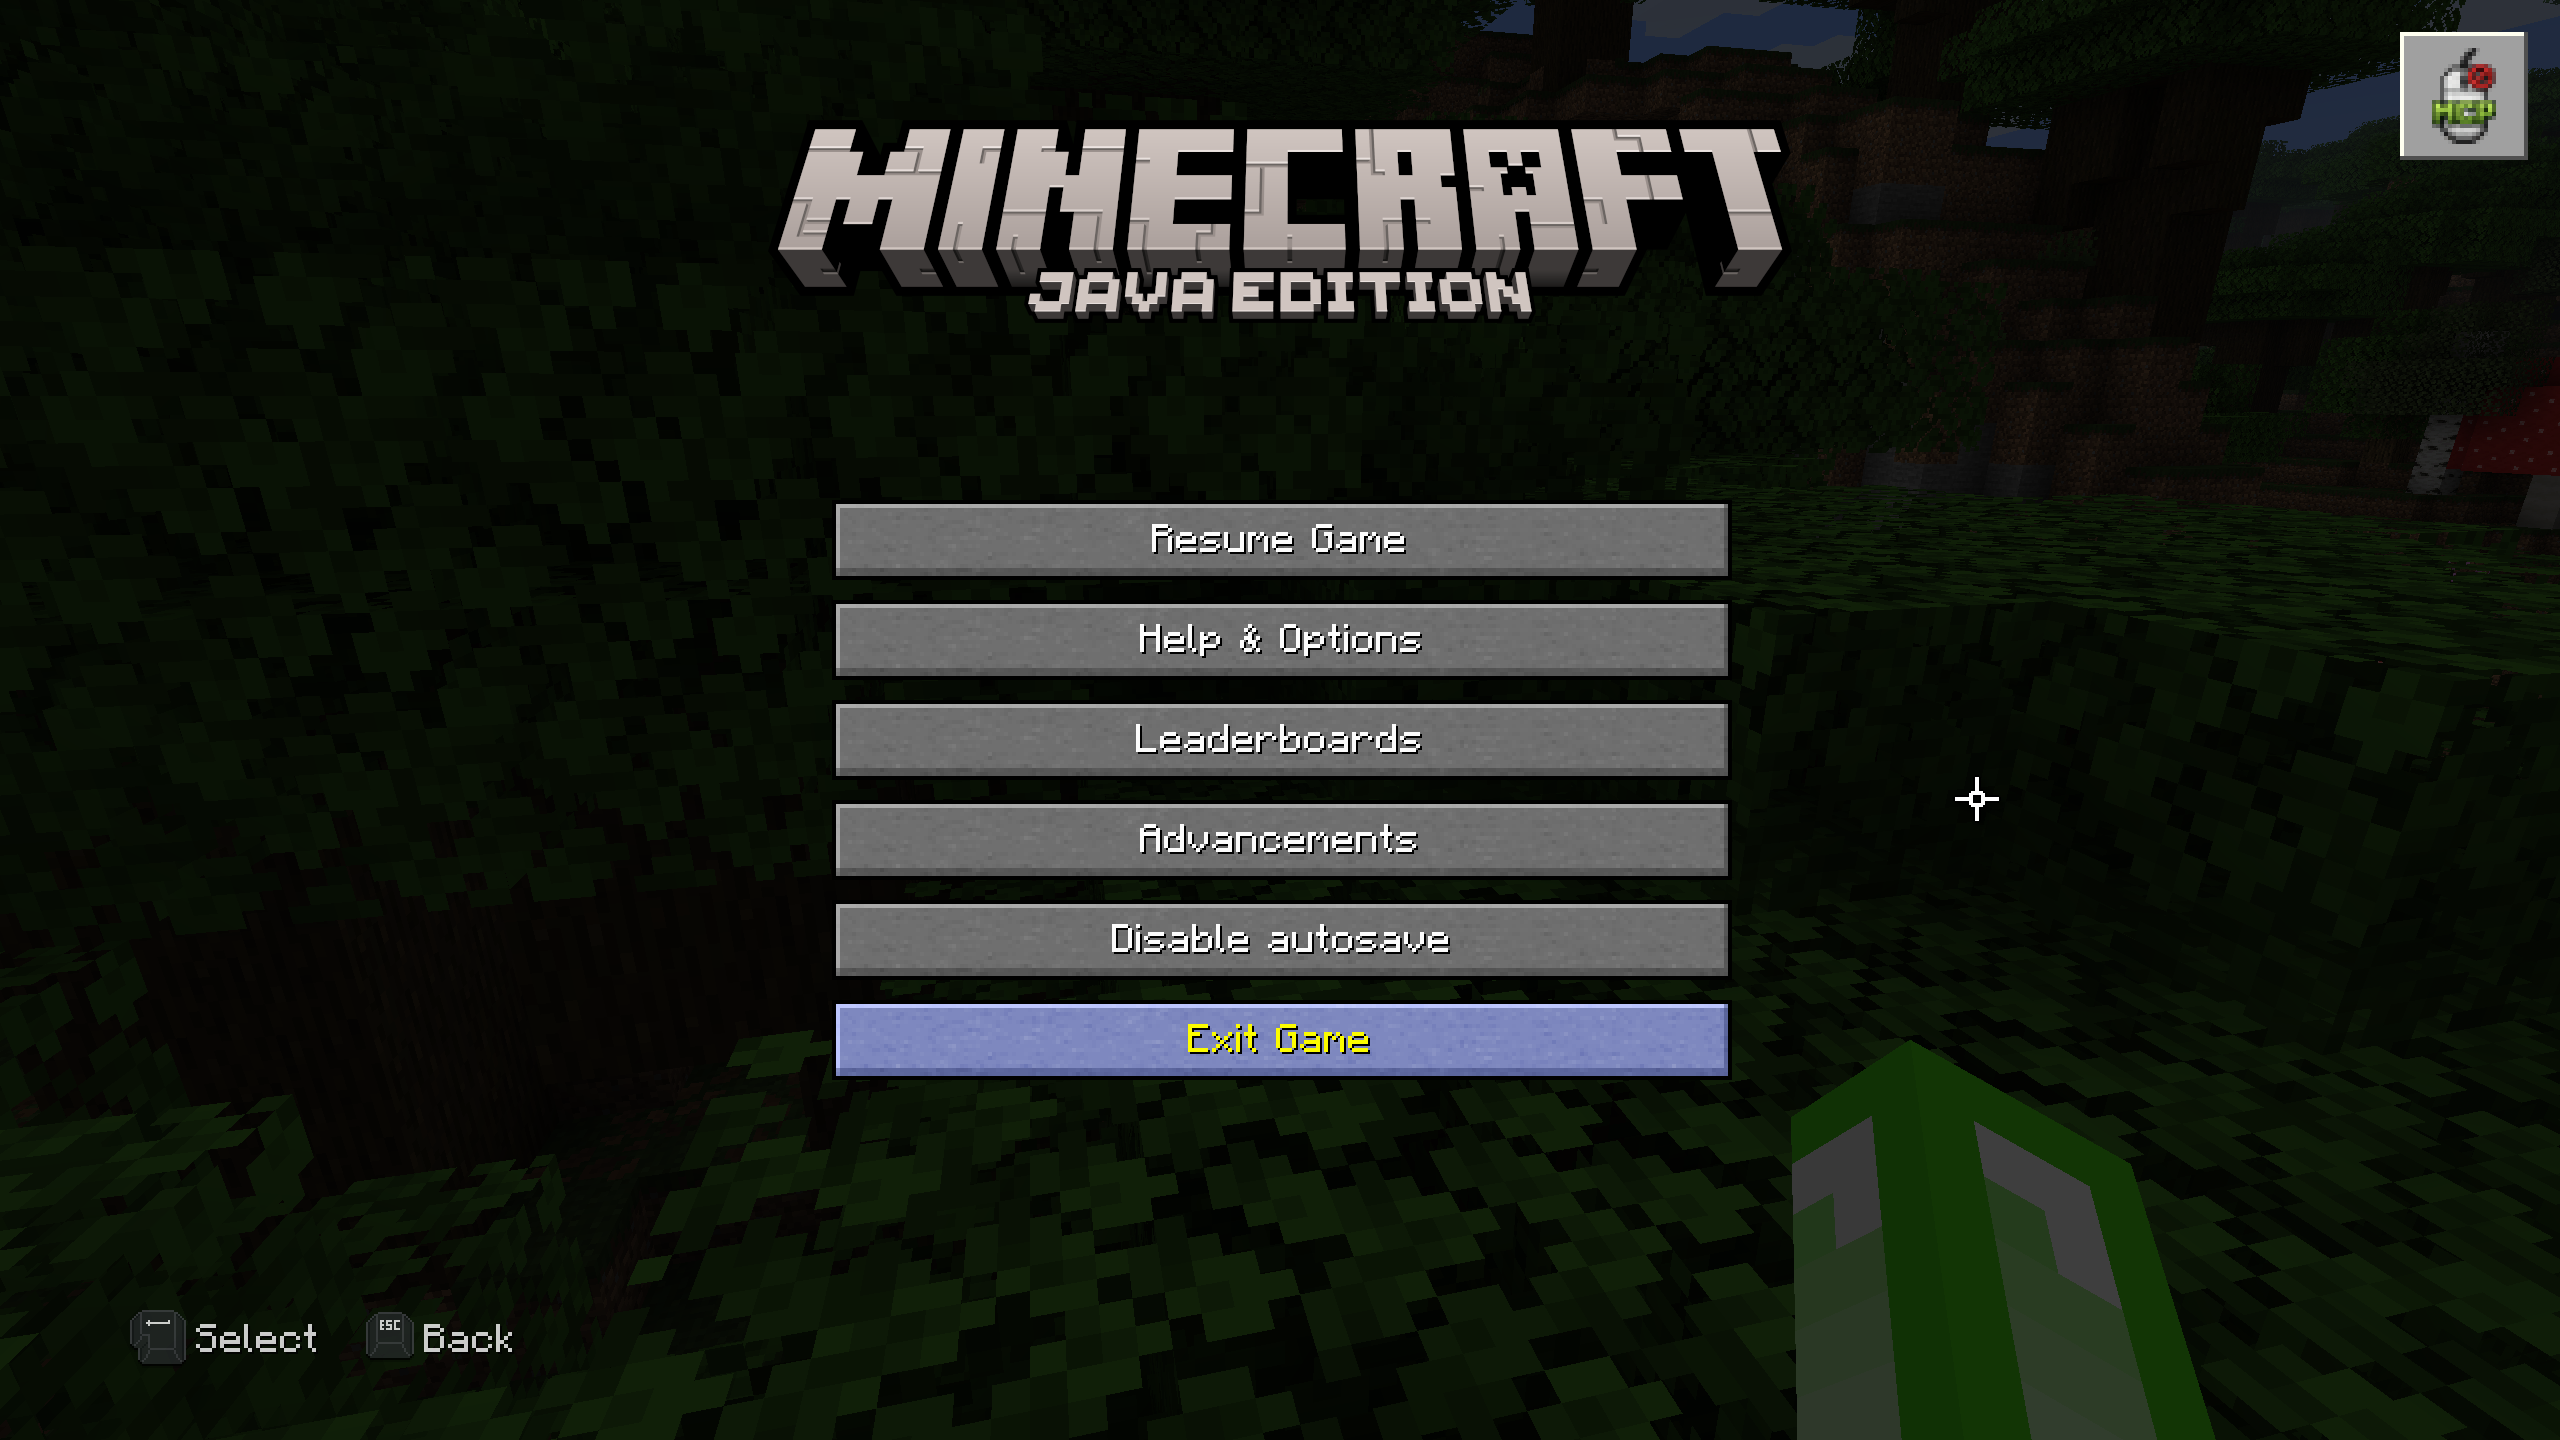 MCP
MINECRAFT
JAVA EDITION
Resume Game
Help & Options
Leaderboards
Advancements
Disable autosave
Exit Game
Select
ESC
Back